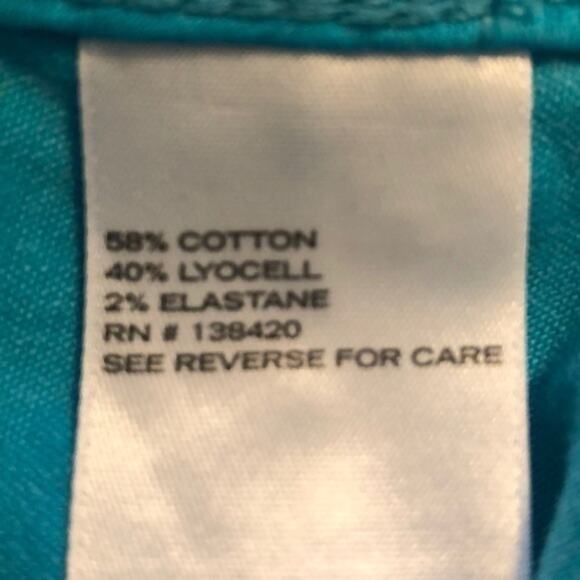 58% COTTON
40% LYOCELL
2% ELASTANE
RN # 138420
SEE REVERSE FOR CARE